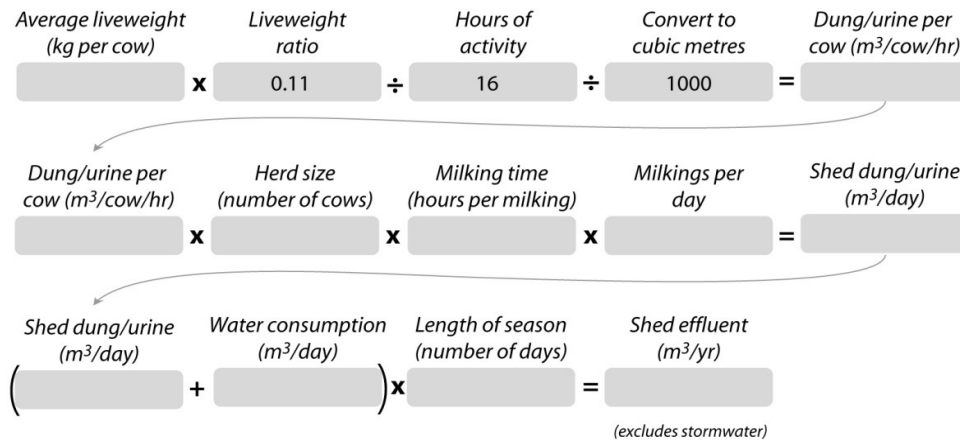 Average liveweight Liveweight Hours of Convert to Dung/urine per
(kg per cow) ratio activity cubic metres cow (m³/cow/hr)
x 0.11 ÷ 16 ÷ 1000 =
Dung/urine per Herd size Milking time Milkings per Shed dung/urine
cow (m³/cow/hr) (number of cows) (hours per milking) day (m³/day)
x x x =
Shed dung/urine Water consumption Length of season Shed effluent
(m³/day) (m³/day) (number of days) (m³/yr)
( + ) x =
(excludes stormwater)